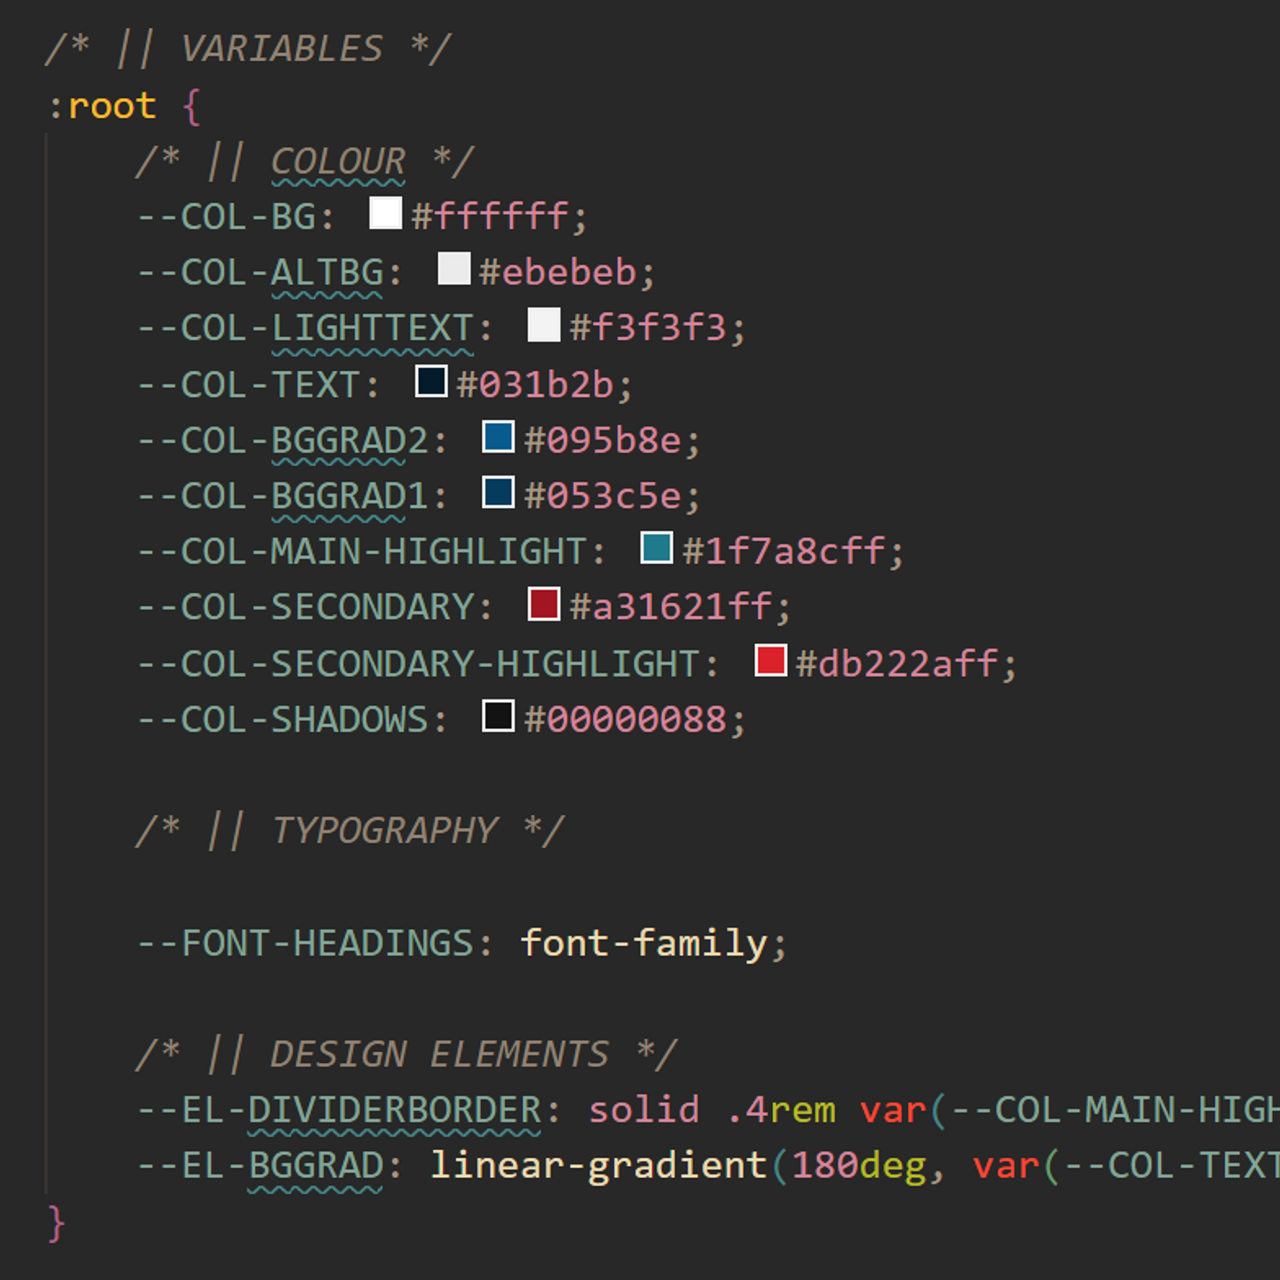 /* || VARIABLES */
:root {
/* || COLOUR */
--COL-BG: #ffffff;
--COL-ALTBG: #ebebeb;
--COL-LIGHTTEXT: #f3f3f3;
--COL-TEXT: #031b2b;
--COL-BGGRAD2: #095b8e;
--COL-BGGRAD1: #053c5e;
--COL-MAIN-HIGHLIGHT: #1f7a8cff;
--COL-SECONDARY: #a31621ff;
--COL-SECONDARY-HIGHLIGHT: #db222aff;
--COL-SHADOWS: #00000088;
/* || TYPOGRAPHY */
--FONT-HEADINGS: font-family;
/* || DESIGN ELEMENTS */
--EL-DIVIDERBORDER: solid .4rem var(--COL-MAIN-HIGH
--EL-BGGRAD: linear-gradient(180deg, var(--COL-TEXT
}